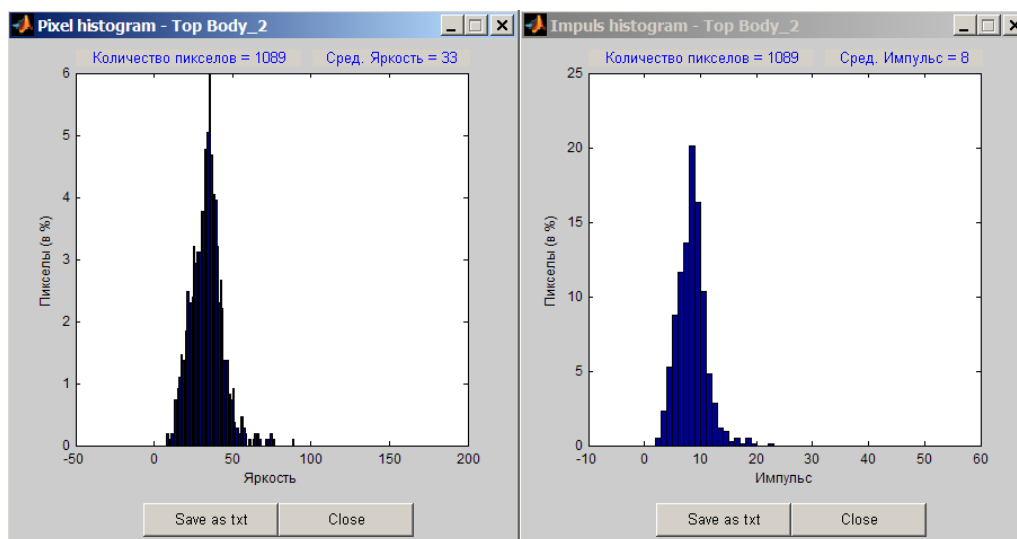 Pixel histogram - Top Body_2
Количество пикселов = 1089 Сред. Яркость = 33
6
5
4
3
2
1
0
Пикселы (в %)
-50 0 50 100 150 200
Яркость
Save as txt Close
Impuls histogram - Top Body_2
Количество пикселов = 1089 Сред. Импульс = 8
25
20
15
10
5
0
Пикселы (в %)
-10 0 10 20 30 40 50 60
Импульс
Save as txt Close